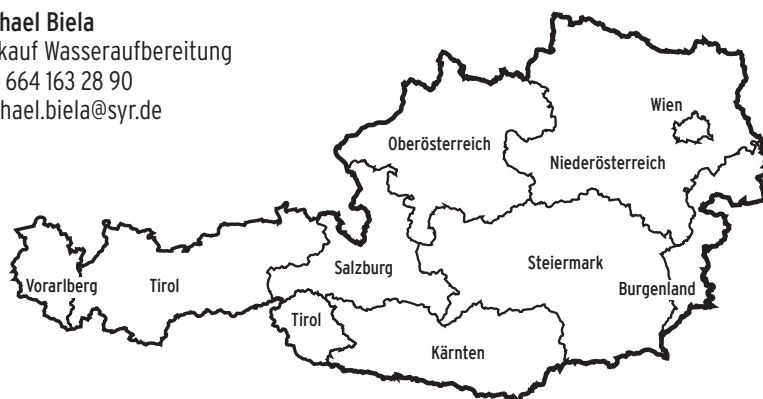 hael Biela
kauf Wasseraufbereitung
664 163 28 90
hael.biela@syr.de
Wien
Oberösterreich
Niederösterreich
Steiermark
Salzburg
Vorarlberg
Tirol
Burgenland
Tirol
Kärnten